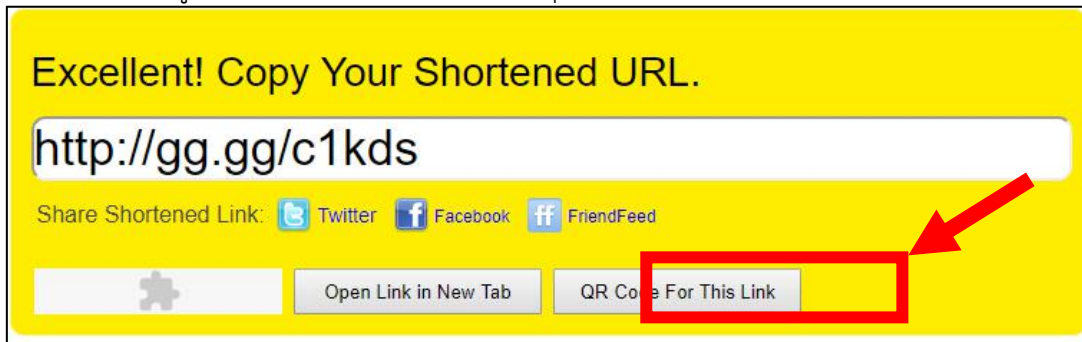 Excellent! Copy Your Shortened URL.
http://gg.gg/c1kds
Share Shortened Link: Twitter Facebook FriendFeed
Open Link in New Tab QR Code For This Link